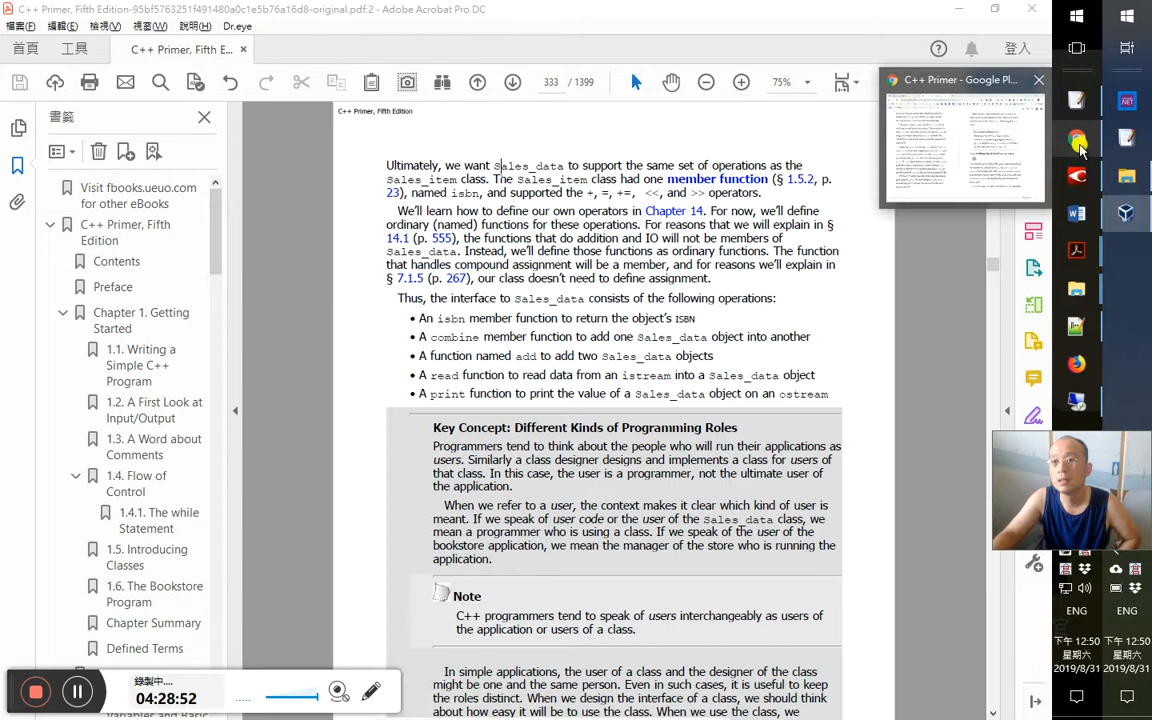 C++ Primer, Fifth Edition-95bf5763251f491480a0c1e5b76a16d8-original.pdf:2 - Adobe Acrobat Pro DC
檔案(F) 編輯(E) 檢視(V) 視窗(W) 說明(H) Dr.eye
首頁 工具 C++ Primer, Fifth E... 登入
333 / 1399 75%
C++ Primer - Google Pl...
書籤
Visit fbooks.ueuo.com
for other eBooks
C++ Primer, Fifth
Edition
Contents
Preface
Chapter 1. Getting
Started
1.1. Writing a
Simple C++
Program
1.2. A First Look at
Input/Output
1.3. A Word about
Comments
1.4. Flow of
Control
1.4.1. The while
Statement
1.5. Introducing
Classes
1.6. The Bookstore
Program
Chapter Summary
Defined Terms
C++ Primer, Fifth Edition
Ultimately, we want Sales_data to support the same set of operations as the
Sales_item class. The Sales_item class had one member function (§ 1.5.2, p.
23), named isbn, and supported the +, =, +=, <<, and >> operators.
We'll learn how to define our own operators in Chapter 14. For now, we'll define
ordinary (named) functions for these operations. For reasons that we will explain in §
14.1 (p. 555), the functions that do addition and IO will not be members of
Sales_data. Instead, we'll define those functions as ordinary functions. The function
that handles compound assignment will be a member, and for reasons we'll explain in
§ 7.1.5 (p. 267), our class doesn't need to define assignment.
Thus, the interface to Sales_data consists of the following operations:
• An isbn member function to return the object's ISBN
• A combine member function to add one Sales_data object into another
• A function named add to add two Sales_data objects
• A read function to read data from an istream into a Sales_data object
• A print function to print the value of a Sales_data object on an ostream
Key Concept: Different Kinds of Programming Roles
Programmers tend to think about the people who will run their applications as
users. Similarly a class designer designs and implements a class for users of
that class. In this case, the user is a programmer, not the ultimate user of
the application.
When we refer to a user, the context makes it clear which kind of user is
meant. If we speak of user code or the user of the Sales_data class, we
mean a programmer who is using a class. If we speak of the user of the
bookstore application, we mean the manager of the store who is running the
application.
Note
C++ programmers tend to speak of users interchangeably as users of
the application or users of a class.
In simple applications, the user of a class and the designer of the class
might be one and the same person. Even in such cases, it is useful to keep
the roles distinct. When we design the interface of a class, we should think
about how easy it will be to use the class. When we use the class, we
錄製中...
04:28:52
Variables and Basic
ENG ENG
下午 12:50 下午 12:50
星期六 星期六
2019/8/31 2019/8/31